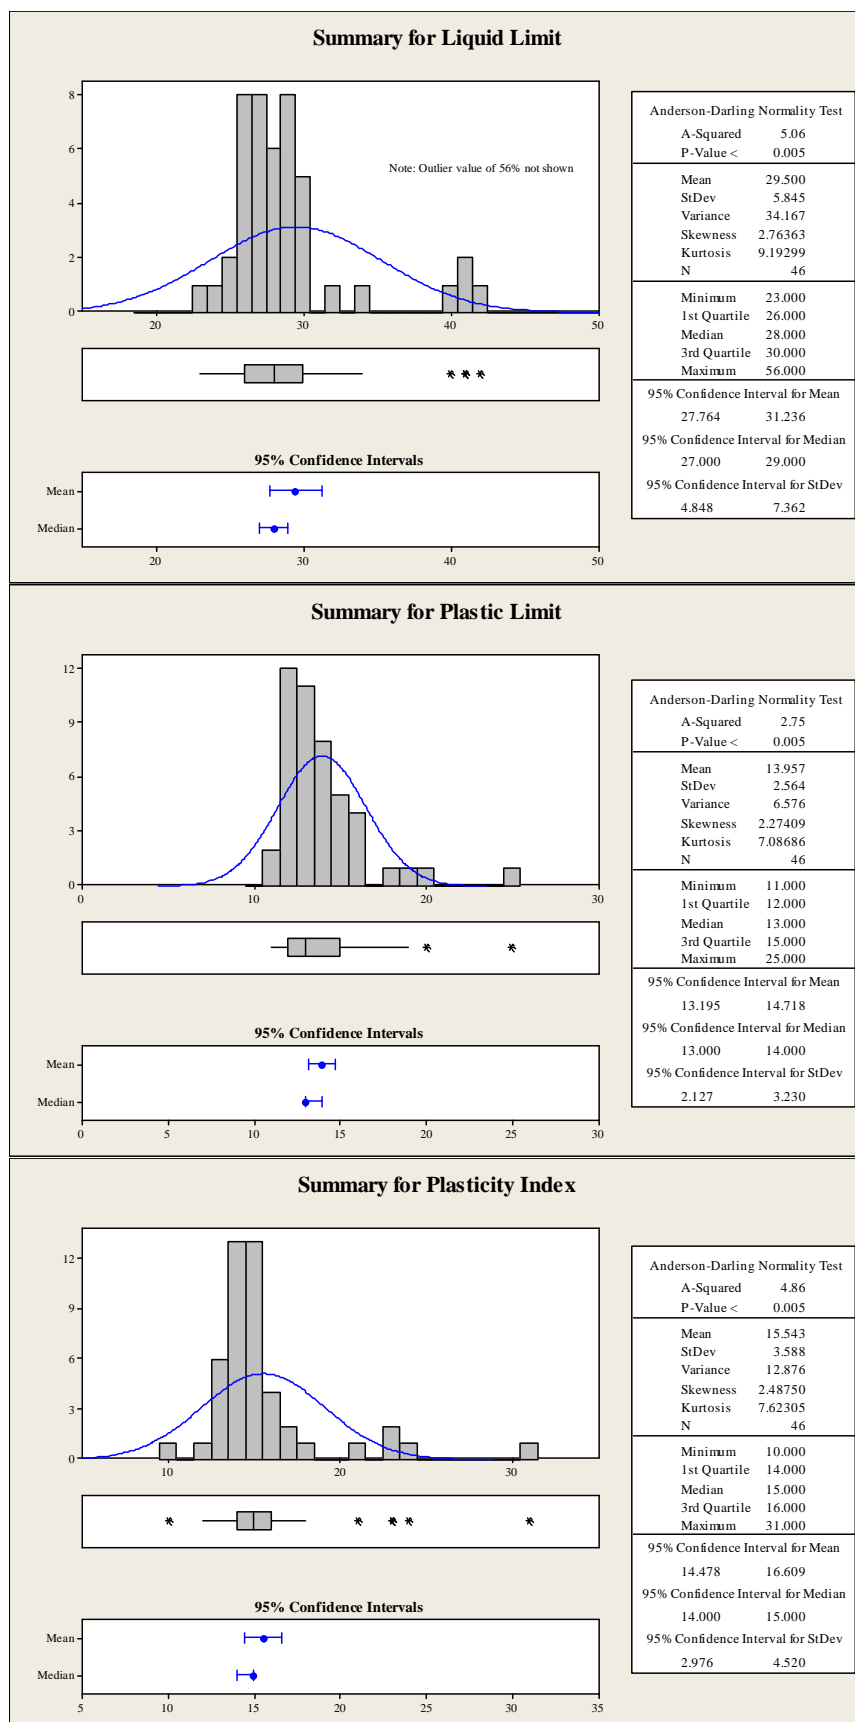 Summary for Liquid Limit
8
6
4
2
0
20 30 40 50
Note: Outlier value of 56% not shown
95% Confidence Intervals
Mean
Median
20 30 40 50
Anderson-Darling Normality Test
A-Squared 5.06
P-Value < 0.005
Mean 29.500
StDev 5.845
Variance 34.167
Skewness 2.76363
Kurtosis 9.19299
N 46
Minimum 23.000
1st Quartile 26.000
Median 28.000
3rd Quartile 30.000
Maximum 56.000
95% Confidence Interval for Mean
27.764 31.236
95% Confidence Interval for Median
27.000 29.000
95% Confidence Interval for StDev
4.848 7.362
Summary for Plastic Limit
12
9
6
3
0
0 10 20 30
95% Confidence Intervals
Mean
Median
0 5 10 15 20 25 30
Anderson-Darling Normality Test
A-Squared 2.75
P-Value < 0.005
Mean 13.957
StDev 2.564
Variance 6.576
Skewness 2.27409
Kurtosis 7.08686
N 46
Minimum 11.000
1st Quartile 12.000
Median 13.000
3rd Quartile 15.000
Maximum 25.000
95% Confidence Interval for Mean
13.195 14.718
95% Confidence Interval for Median
13.000 14.000
95% Confidence Interval for StDev
2.127 3.230
Summary for Plasticity Index
12
9
6
3
0
10 20 30
95% Confidence Intervals
Mean
Median
5 10 15 20 25 30 35
Anderson-Darling Normality Test
A-Squared 4.86
P-Value < 0.005
Mean 15.543
StDev 3.588
Variance 12.876
Skewness 2.48750
Kurtosis 7.62305
N 46
Minimum 10.000
1st Quartile 14.000
Median 15.000
3rd Quartile 16.000
Maximum 31.000
95% Confidence Interval for Mean
14.478 16.609
95% Confidence Interval for Median
14.000 15.000
95% Confidence Interval for StDev
2.976 4.520